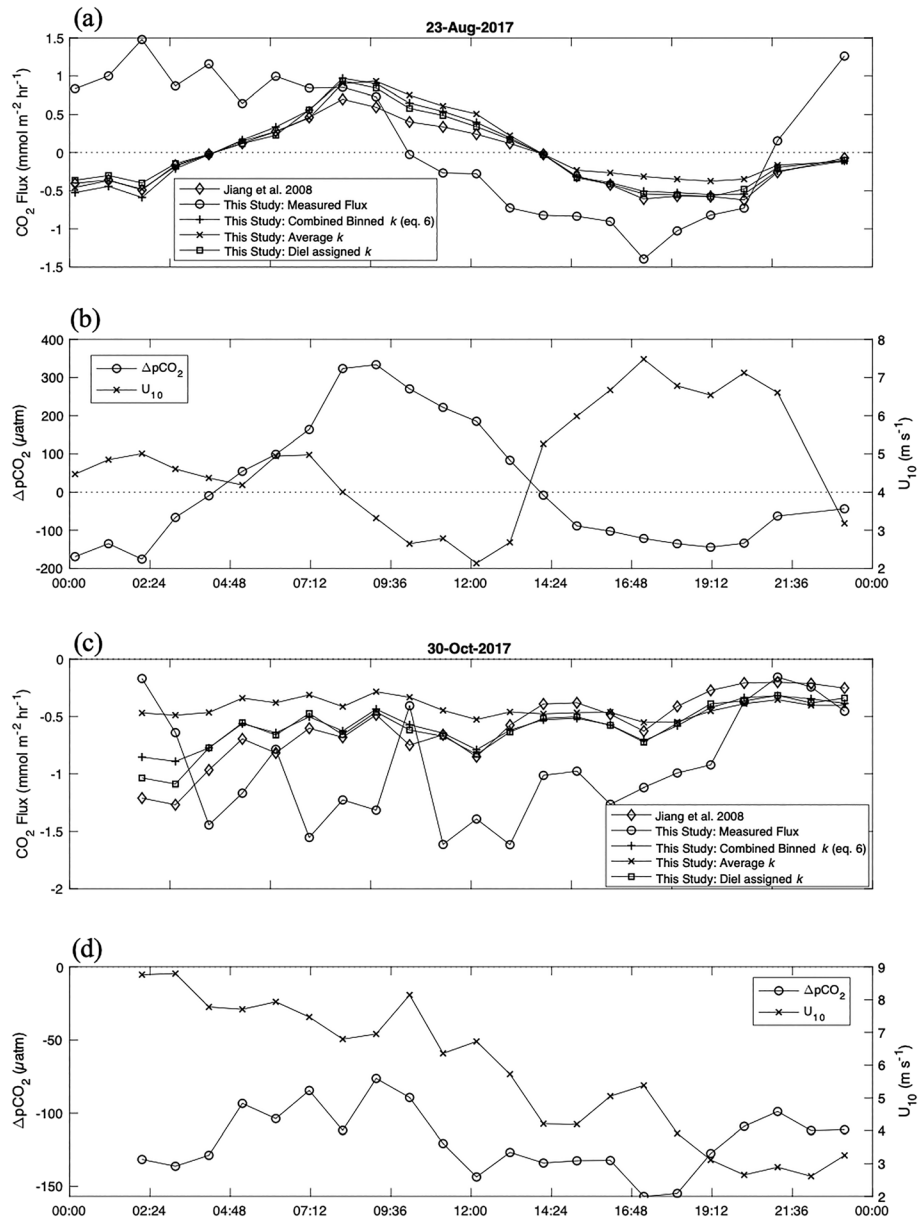 (a)
23-Aug-2017
1.5
1
0.5
0
-0.5
-1
-1.5
CO2 Flux (mmol m-2 hr-1)
Jiang et al. 2008
This Study: Measured Flux
This Study: Combined Binned k (eq. 6)
This Study: Average k
This Study: Diel assigned k
(b)
400
300
200
100
0
-100
-200
ΔpCO2 (μatm)
ΔpCO2
U10
8
7
6
5
4
3
2
U10 (m s-1)
00:00 02:24 04:48 07:12 09:36 12:00 14:24 16:48 19:12 21:36 00:00
(c)
30-Oct-2017
0
-0.5
-1
-1.5
-2
CO2 Flux (mmol m-2 hr-1)
Jiang et al. 2008
This Study: Measured Flux
This Study: Combined Binned k (eq. 6)
This Study: Average k
This Study: Diel assigned k
(d)
0
-50
-100
-150
ΔpCO2 (μatm)
ΔpCO2
U10
9
8
7
6
5
4
3
2
U10 (m s-1)
00:00 02:24 04:48 07:12 09:36 12:00 14:24 16:48 19:12 21:36 00:00